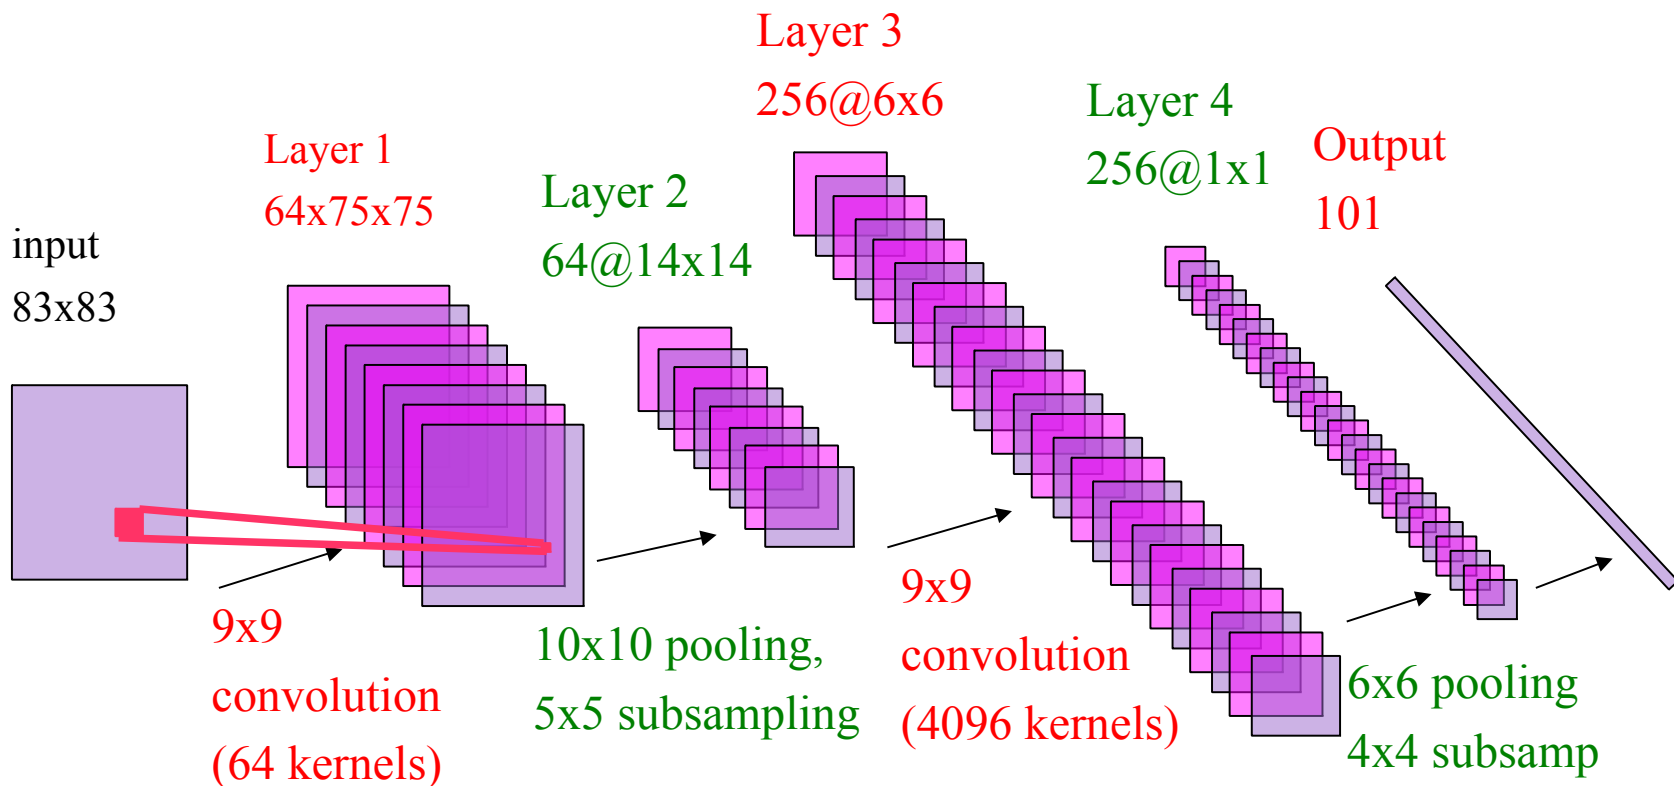 input
83x83
Layer 1
64x75x75
Layer 2
64@14x14
Layer 3
256@6x6
Layer 4
256@1x1
Output
101
9x9
convolution
(64 kernels)
10x10 pooling,
5x5 subsampling
9x9
convolution
(4096 kernels)
6x6 pooling
4x4 subsamp